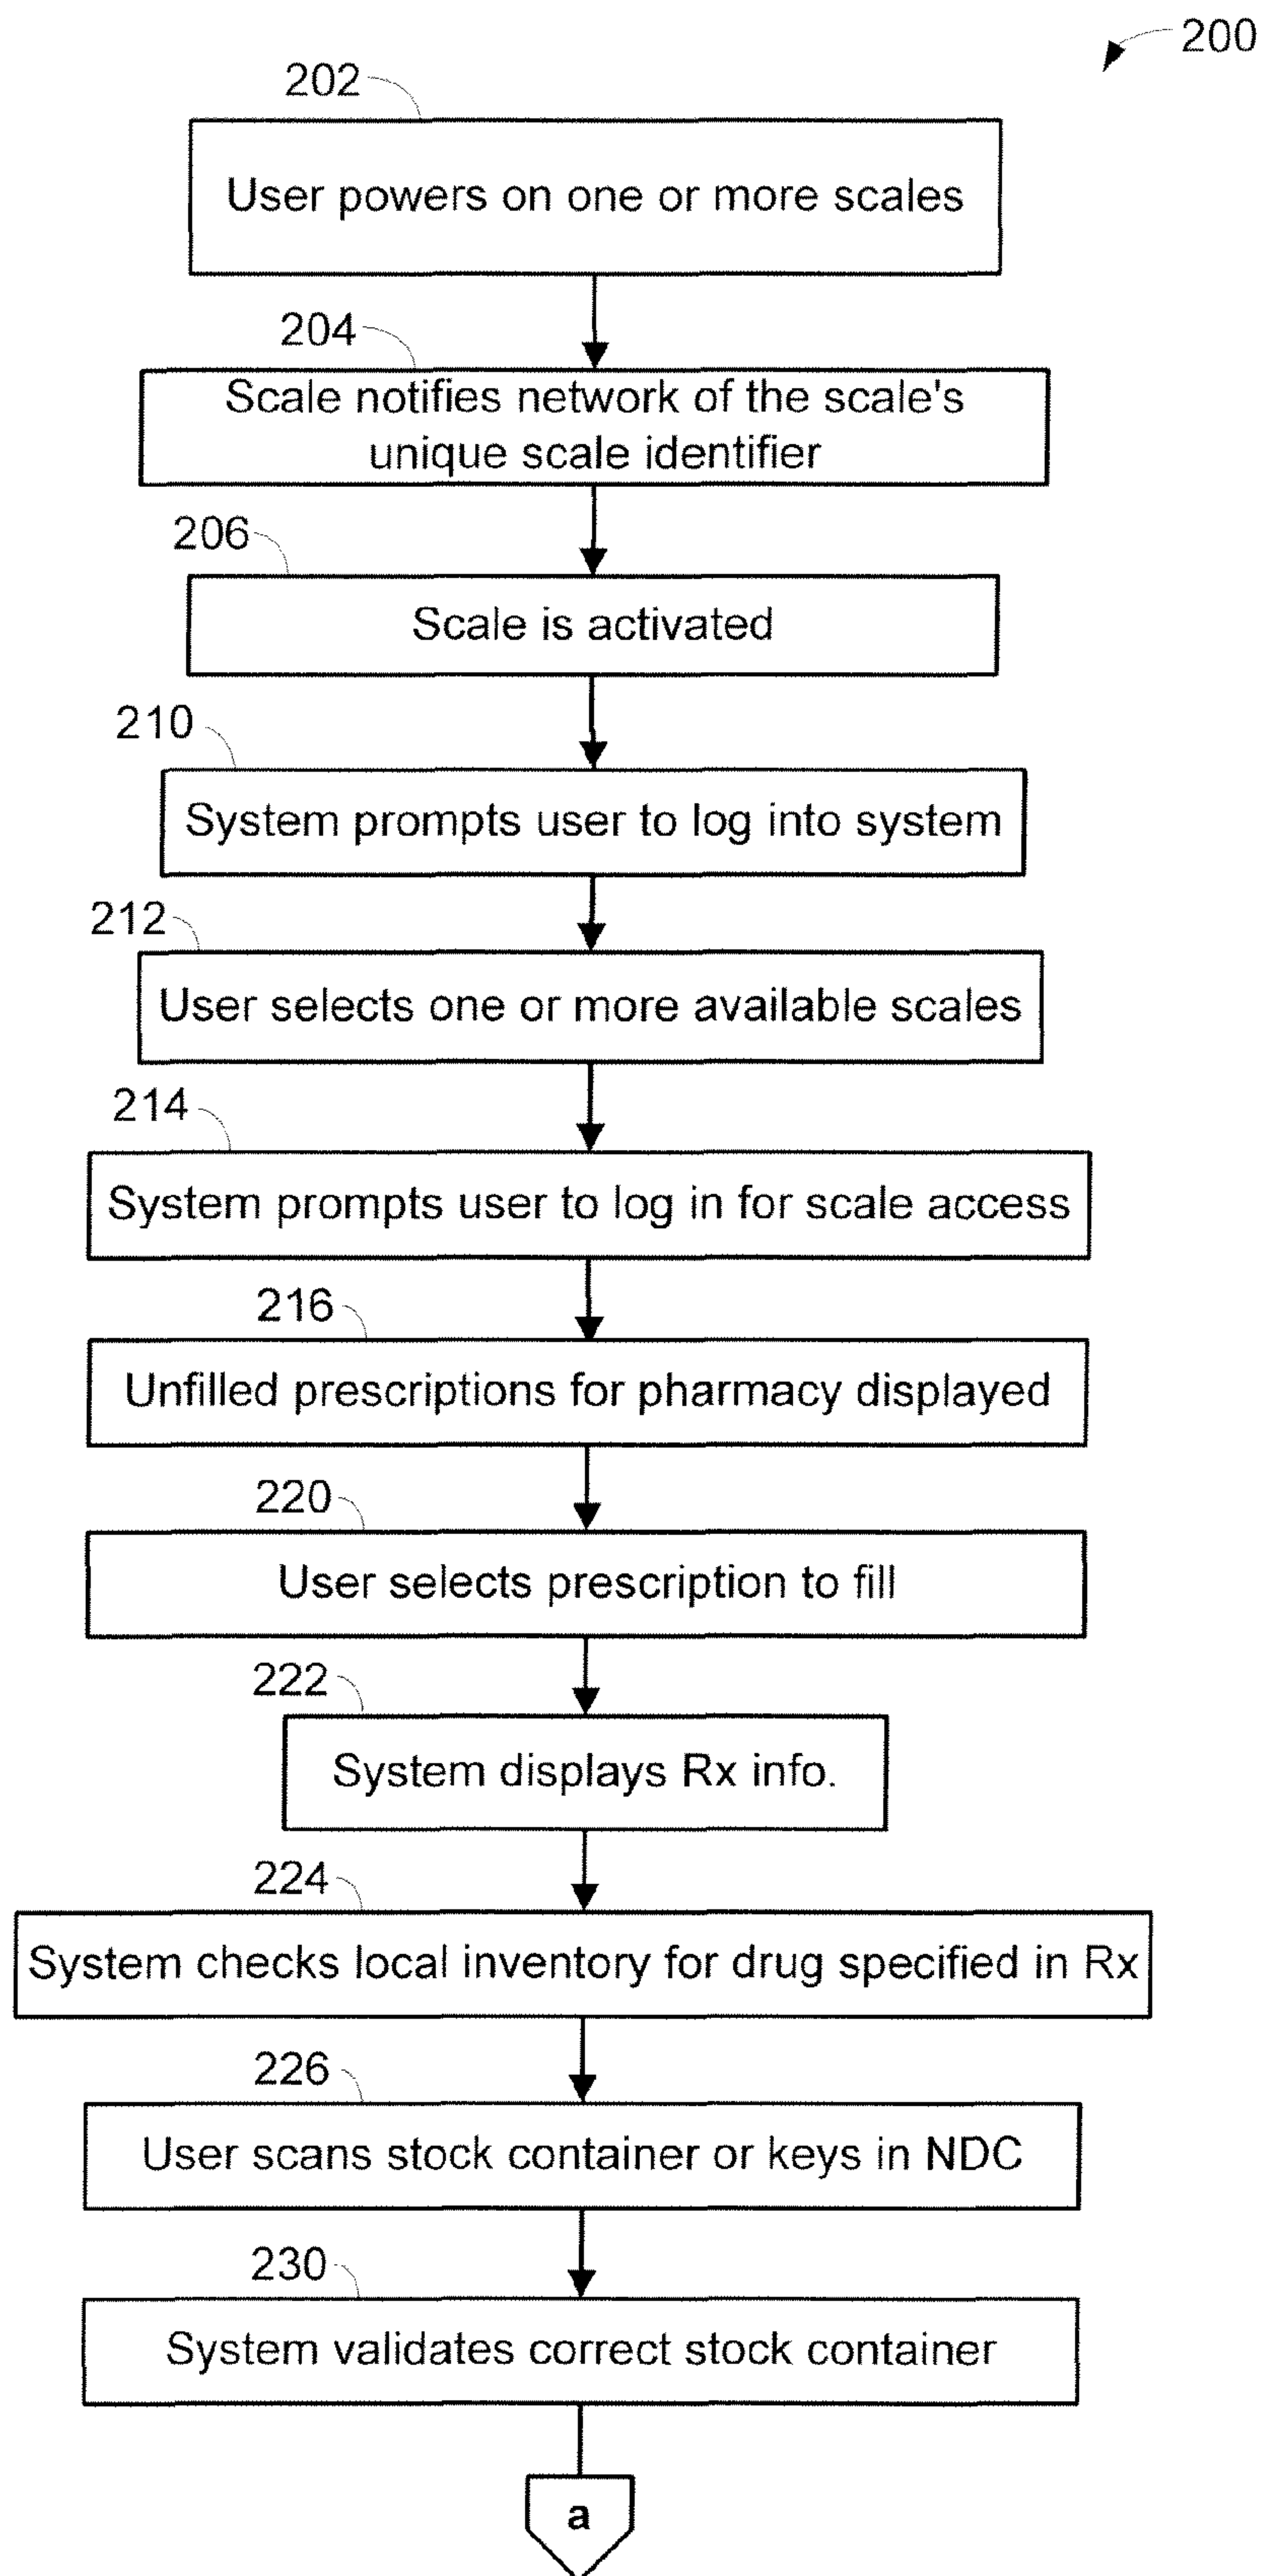 200
202
User powers on one or more scales
204
Scale notifies network of the scale's
unique scale identifier
206
Scale is activated
210
System prompts user to log into system
212
User selects one or more available scales
214
System prompts user to log in for scale access
216
Unfilled prescriptions for pharmacy displayed
220
User selects prescription to fill
222
System displays Rx info.
224
System checks local inventory for drug specified in Rx
226
User scans stock container or keys in NDC
230
System validates correct stock container
a